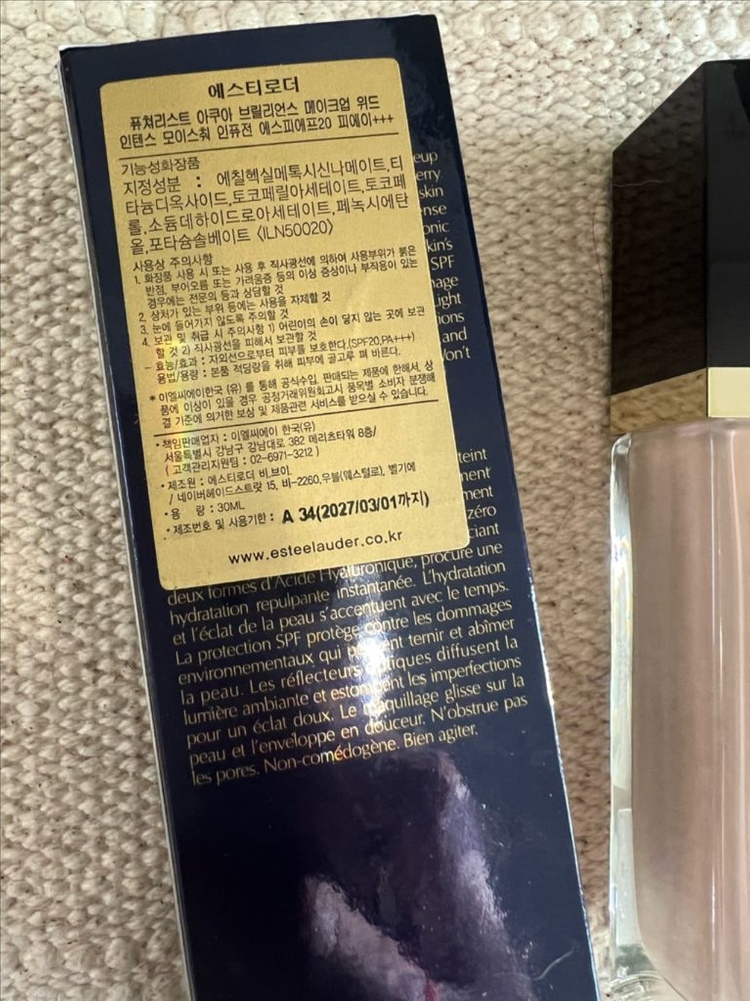 에스티로더
퓨쳐리스트 아쿠아 브릴리언스 메이크업 위드
인텐스 모이스춰 인퓨전 에스피에프20 피에이+++
기능성화장품
지정성분 : 에칠헥실메톡시신나메이트,티
타늄디옥사이드,토코페릴아세테이트,토코페
롤,소듐데하이드로아세테이트,페녹시에탄
올,포타슘솔베이트 〈ILN50020〉
사용상 주의사항
1. 화장품 사용 시 또는 사용 후 직사광선에 의하여 사용부위가 붉은
반점, 부어오름 또는 가려움증 등의 이상 증상이나 부작용이 있는
경우에는 전문의 등과 상담할 것
2. 상처가 있는 부위 등에는 사용을 자제할 것
3. 눈에 들어가지 않도록 주의할 것
4. 보관 및 취급 시 주의사항 1) 어린이의 손이 닿지 않는 곳에 보관
할 것 2) 직사광선을 피해서 보관할 것
– 효능/효과 : 자외선으로부터 피부를 보호한다.(SPF20,PA+++)
용법/용량 : 본품 적당량을 취해 피부에 골고루 펴 바른다.
* 이엘씨에이한국 (유) 를 통해 공식수입, 판매되는 제품에 한해서, 상
품에 이상이 있을 경우 공정거래위원회고시 품목별 소비자 분쟁해
결 기준에 의거한 보상 및 제품관련 서비스를 받으실 수 있습니다.
• 책임판매업자 : 이엘씨에이 한국(유)
서울특별시 강남구 강남대로 382 메리츠타워 8층/
( 고객관리지원팀 : 02-6971-3212 )
• 제조원 : 에스티로더 비.브이.
/ 네이버헤이드스트랏 15, 비-2260,우블(웨스털로), 벨기에
• 용 량 : 30ML
• 제조번호 및 사용기한 : A 34(2027/03/01까지)
www.esteelauder.co.kr
eup
erry
skin
ense
onic
kin's
SPF
nage
light
ions
and
Von't
teint
ment
ment
zéro
ciant
deux formes d'Acide Hyaluronique, procure une
hydratation repulpante instantanée. L'hydratation
et l'éclat de la peau s'accentuent avec le temps.
La protection SPF protège contre les dommages
environnementaux qui peuvent ternir et abîmer
la peau. Les réflecteurs optiques diffusent la
lumière ambiante et estompent les imperfections
pour un éclat doux. Le maquillage glisse sur la
peau et l'enveloppe en douceur. N'obstrue pas
les pores. Non-comédogène. Bien agiter.